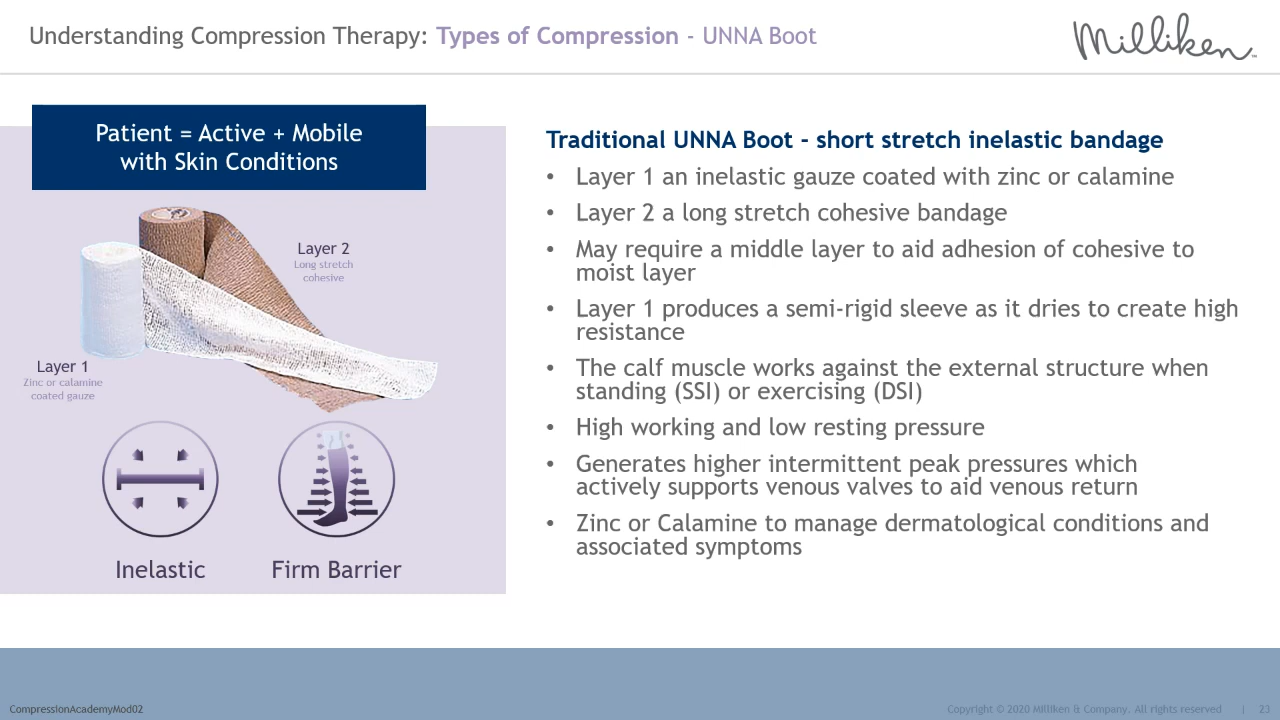 Understanding Compression Therapy: Types of Compression - UNNA Boot
Milliken™
Patient = Active + Mobile
with Skin Conditions
Layer 2
Long stretch
cohesive
Layer 1
Zinc or calamine
coated gauze
Inelastic
Firm Barrier
Traditional UNNA Boot - short stretch inelastic bandage
• Layer 1 an inelastic gauze coated with zinc or calamine
• Layer 2 a long stretch cohesive bandage
• May require a middle layer to aid adhesion of cohesive to
moist layer
• Layer 1 produces a semi-rigid sleeve as it dries to create high
resistance
• The calf muscle works against the external structure when
standing (SSI) or exercising (DSI)
• High working and low resting pressure
• Generates higher intermittent peak pressures which
actively supports venous valves to aid venous return
• Zinc or Calamine to manage dermatological conditions and
associated symptoms
CompressionAcademyMod02
Copyright © 2020 Milliken & Company. All rights reserved | 23